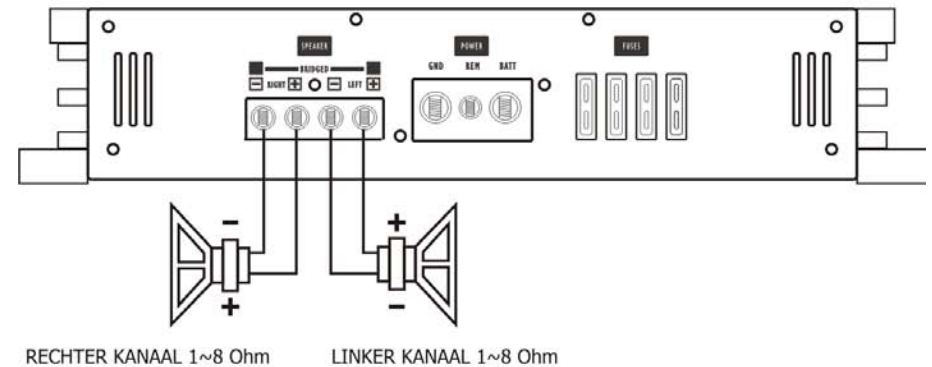 SPEAKER POWER FUSES
BRIDGED GND REM BATT
− RIGHT + − LEFT +
− +
+ −
RECHTER KANAAL 1~8 Ohm LINKER KANAAL 1~8 Ohm